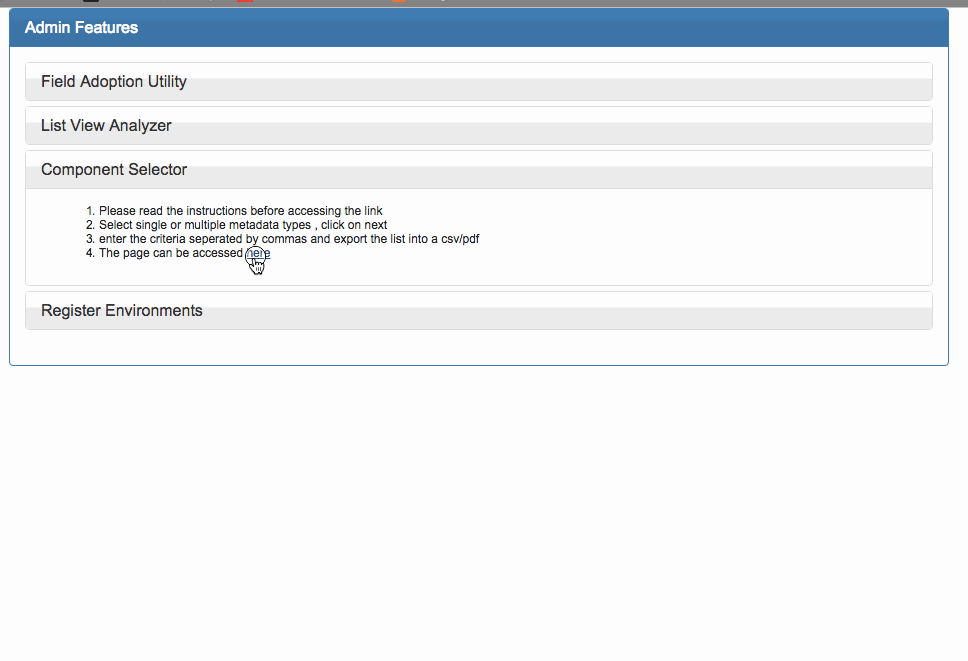 Admin Features
Field Adoption Utility
List View Analyzer
Component Selector
1. Please read the instructions before accessing the link
2. Select single or multiple metadata types , click on next
3. enter the criteria seperated by commas and export the list into a csv/pdf
4. The page can be accessed here
Register Environments